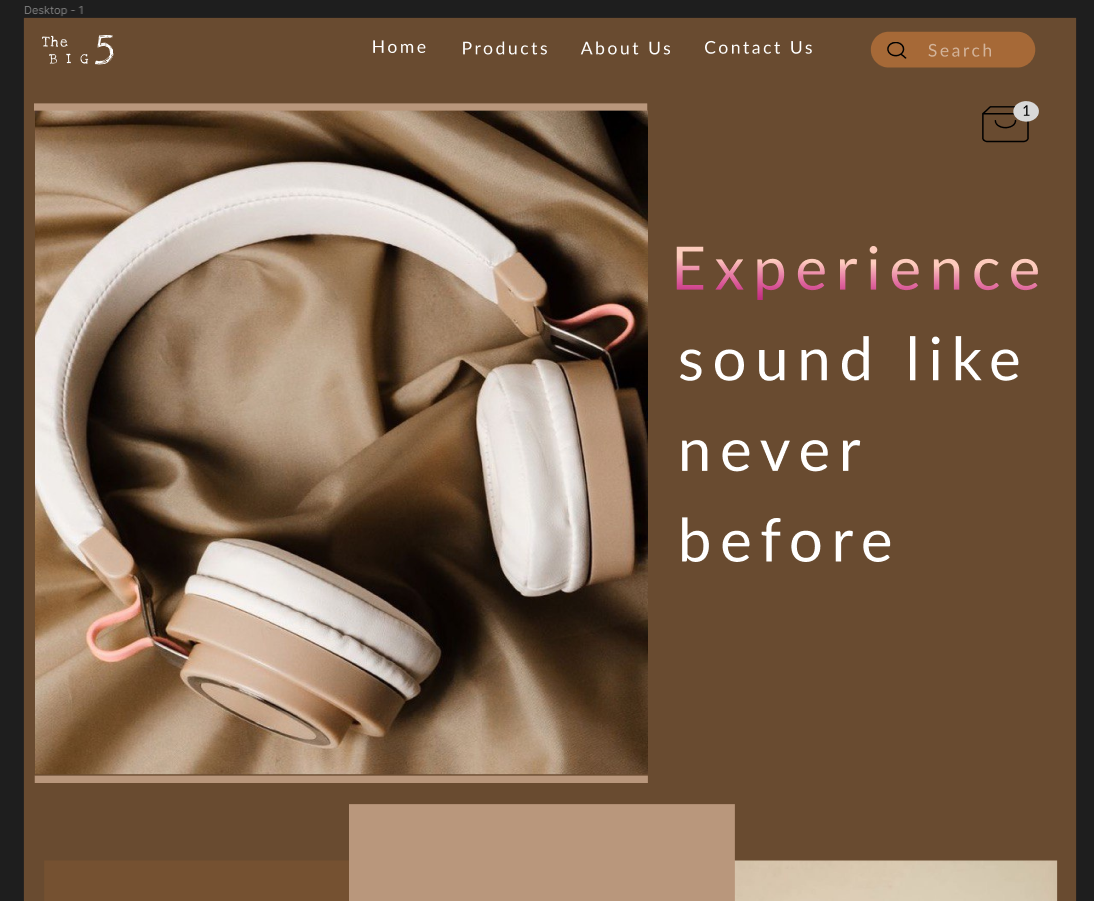 Desktop - 1
The
BIG 5
Home Products About Us Contact Us Search
1
Experience
sound like
never
before